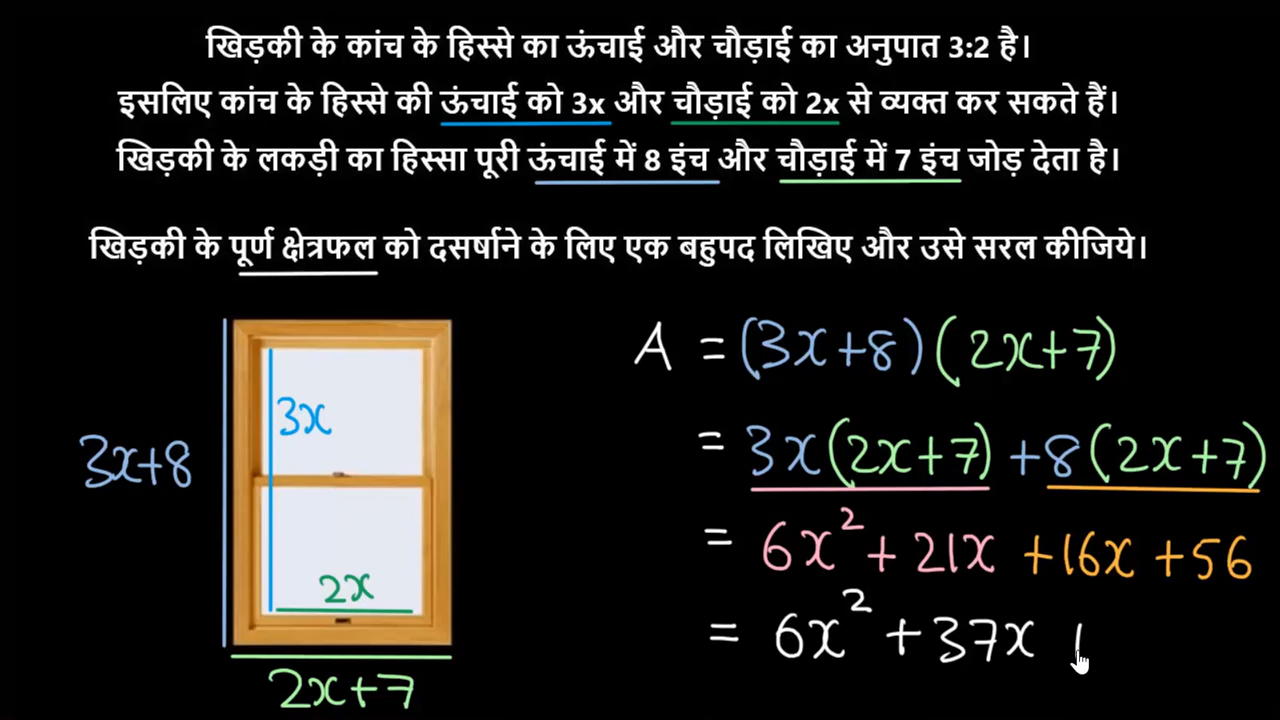 खिड़की के कांच के हिस्से का ऊंचाई और चौड़ाई का अनुपात 3:2 है।
इसलिए कांच के हिस्से की ऊंचाई को 3x और चौड़ाई को 2x से व्यक्त कर सकते हैं।
खिड़की के लकड़ी का हिस्सा पूरी ऊंचाई में 8 इंच और चौड़ाई में 7 इंच जोड़ देता है।
खिड़की के पूर्ण क्षेत्रफल को दसर्षाने के लिए एक बहुपद लिखिए और उसे सरल कीजिये।
3x+8
3x
2x
2x+7
A = (3x+8)(2x+7)
= 3x(2x+7) +8(2x+7)
= 6x² + 21x +16x +56
= 6x² + 37x